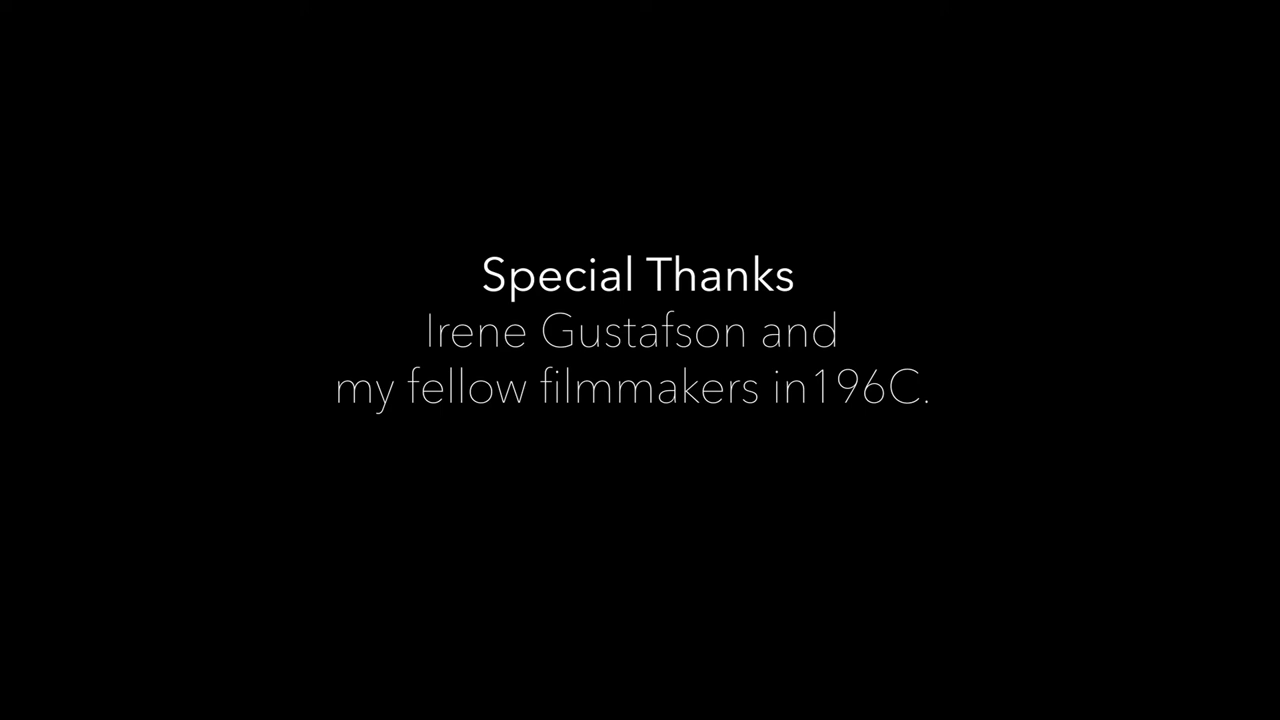 Special Thanks
Irene Gustafson and
my fellow filmmakers in196C.